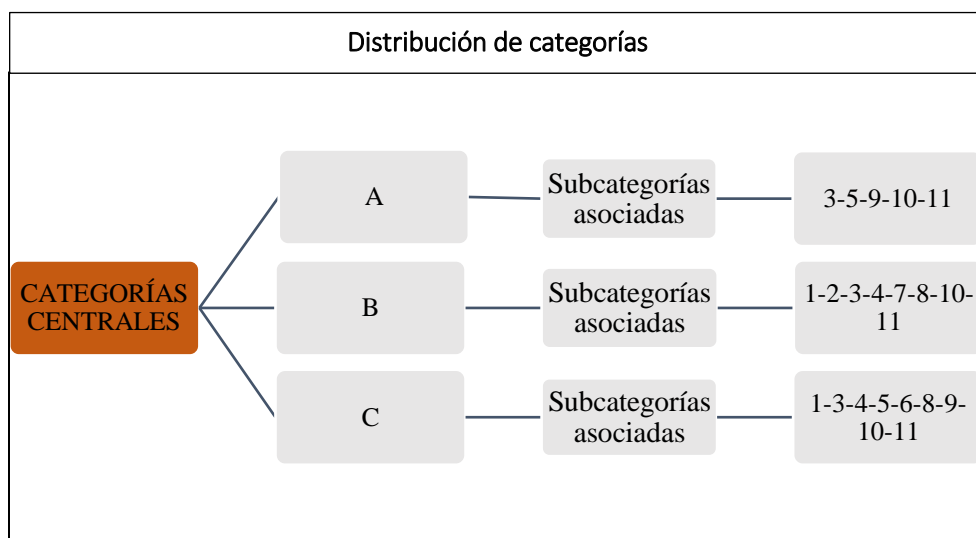 Distribución de categorías
CATEGORÍAS
CENTRALES
A
Subcategorías
asociadas
3-5-9-10-11
B
Subcategorías
asociadas
1-2-3-4-7-8-10-
11
C
Subcategorías
asociadas
1-3-4-5-6-8-9-
10-11